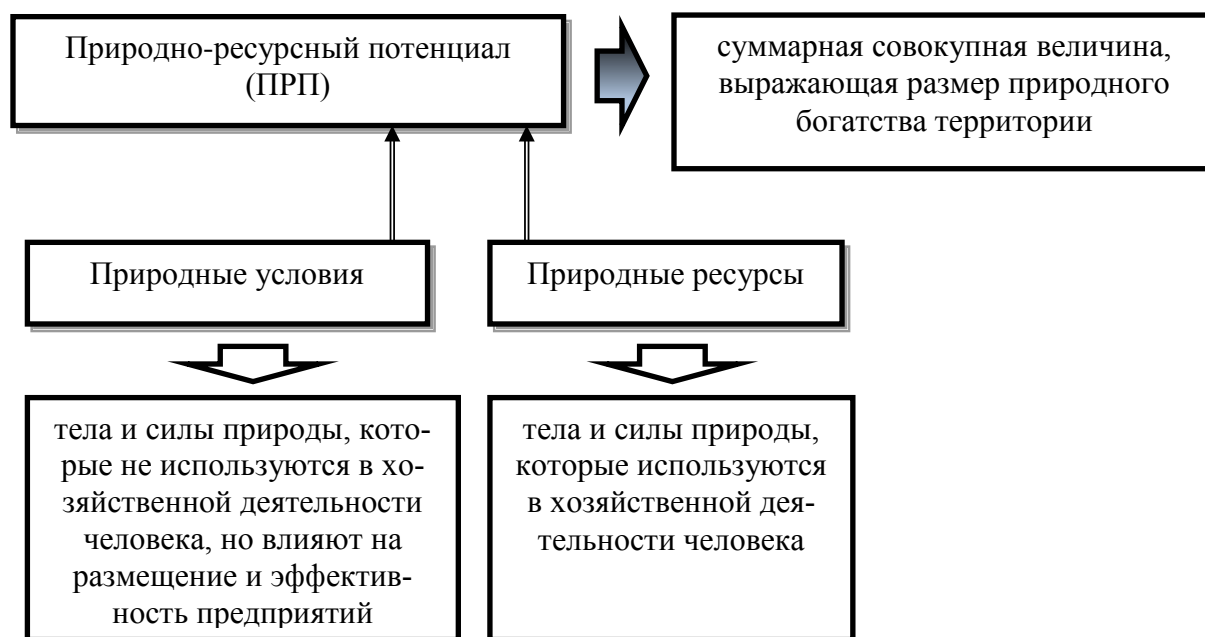 Природно-ресурсный потенциал
(ПРП)
суммарная совокупная величина,
выражающая размер природного
богатства территории
Природные условия
Природные ресурсы
тела и силы природы, кото-
рые не используются в хо-
зяйственной деятельности
человека, но влияют на
размещение и эффектив-
ность предприятий
тела и силы природы,
которые используются
в хозяйственной дея-
тельности человека